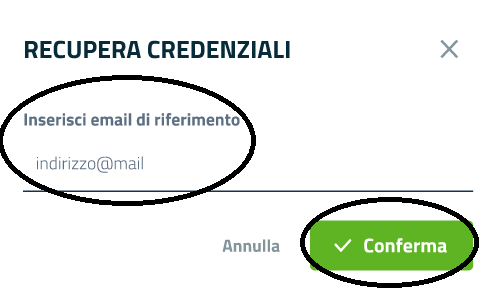 RECUPERA CREDENZIALI
Inserisci email di riferimento
indirizzo@mail
Annulla Conferma